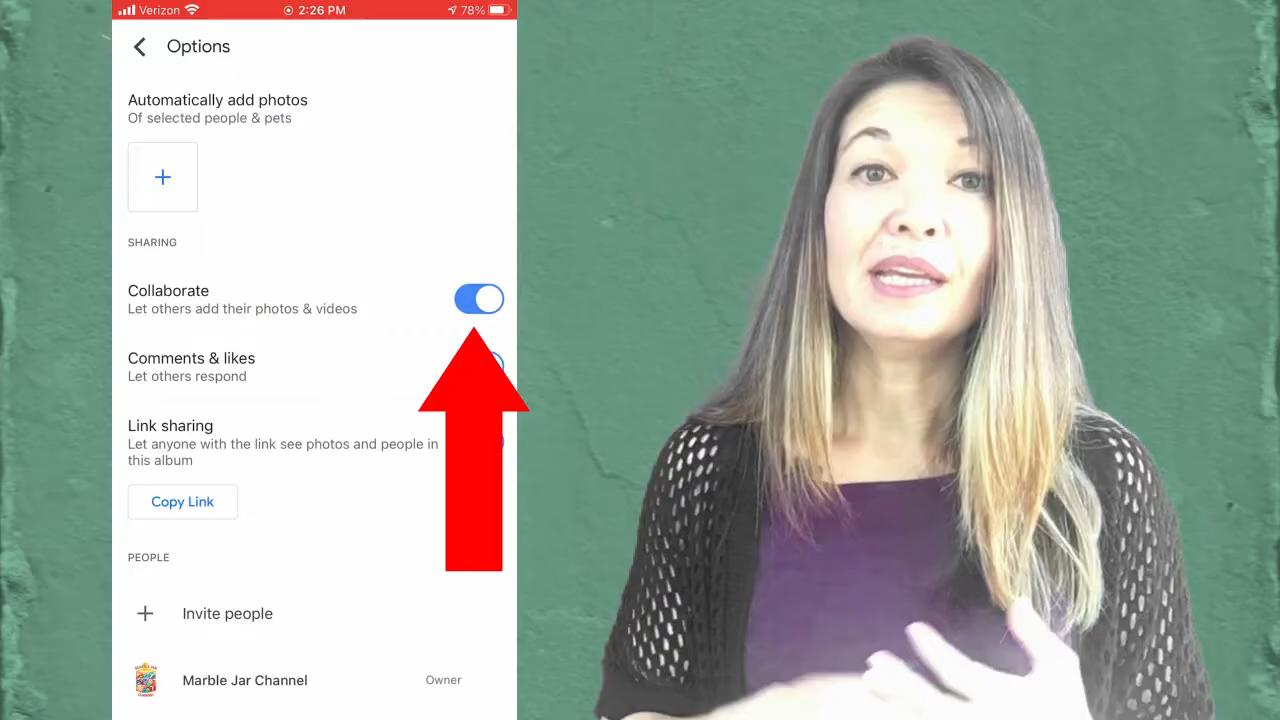 Verizon 2:26 PM 78%
Options
Automatically add photos
Of selected people & pets
+
SHARING
Collaborate
Let others add their photos & videos
Comments & likes
Let others respond
Link sharing
Let anyone with the link see photos and people in
this album
Copy Link
PEOPLE
+ Invite people
Marble Jar Channel Owner